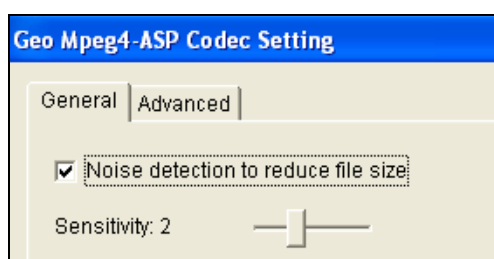 Geo Mpeg4-ASP Codec Setting
General Advanced
Noise detection to reduce file size
Sensitivity: 2